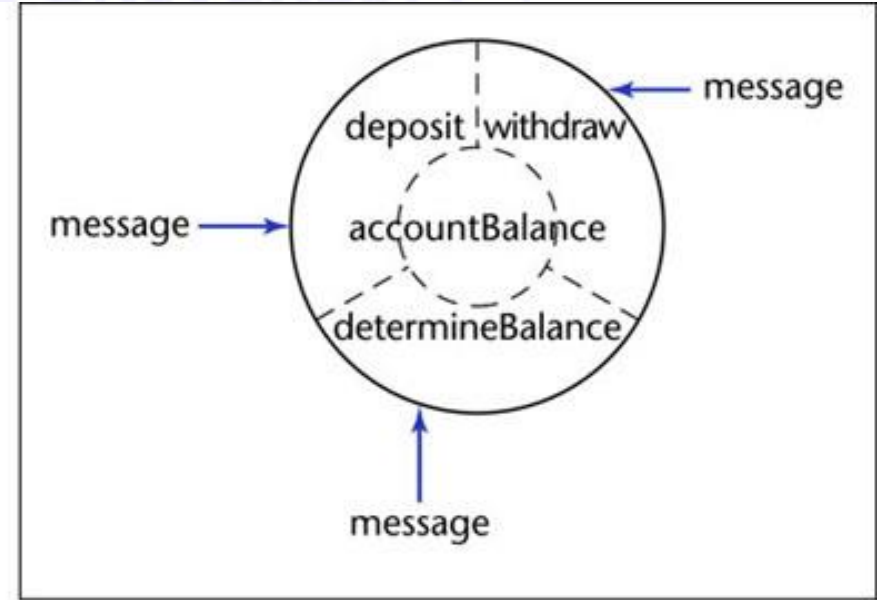 message
deposit withdraw
message
accountBalance
determineBalance
message